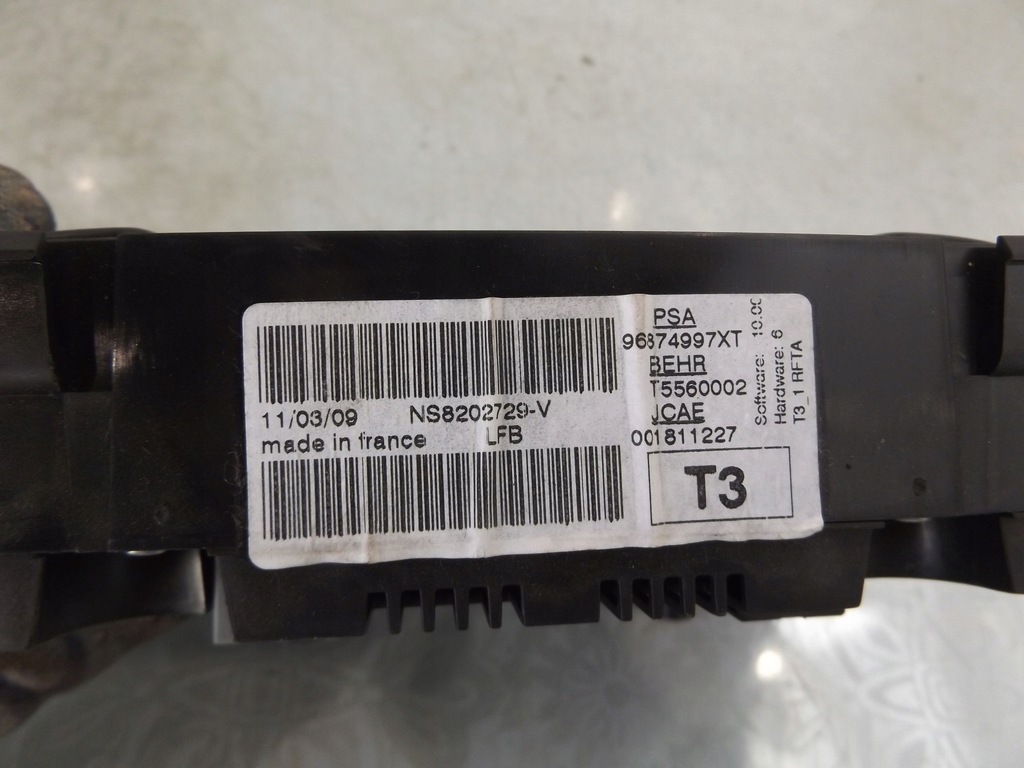 PSA
96874997XT
BEHR
T5560002
JCAE
001811227
T3
11/03/09 NS8202729-V
made in france LFB
Software: 10.00
Hardware: 6
T3_1 RFTA